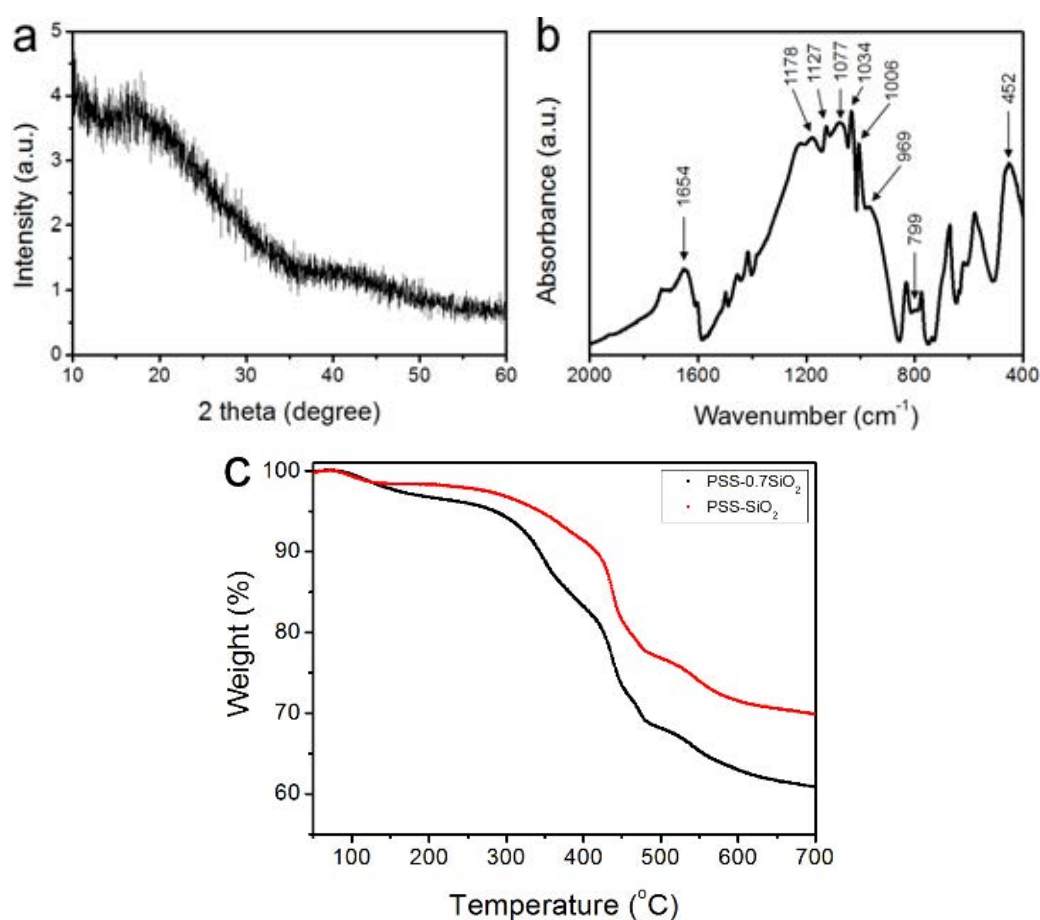 a
Intensity (a.u.)
5
4
3
2
1
0
10 20 30 40 50 60
2 theta (degree)
b
Absorbance (a.u.)
1654
1178
1127
1077
1034
1006
969
799
452
2000 1600 1200 800 400
Wavenumber (cm⁻¹)
c
Weight (%)
100
90
80
70
60
PSS-0.7SiO₂
PSS-SiO₂
100 200 300 400 500 600 700
Temperature (°C)